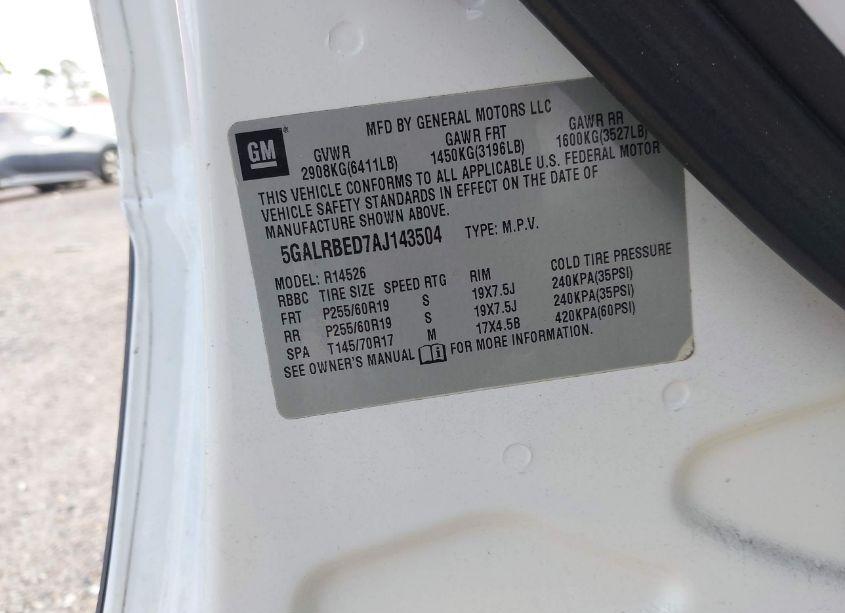 MFD BY GENERAL MOTORS LLC
GM
GVWR GAWR FRT GAWR RR
2908KG(6411LB) 1450KG(3196LB) 1600KG(3527LB)
THIS VEHICLE CONFORMS TO ALL APPLICABLE U.S. FEDERAL MOTOR
VEHICLE SAFETY STANDARDS IN EFFECT ON THE DATE OF
MANUFACTURE SHOWN ABOVE.
5GALRBED7AJ143504 TYPE: M.P.V.
MODEL: R14526
RBBC TIRE SIZE SPEED RTG RIM COLD TIRE PRESSURE
FRT P255/60R19 S 19X7.5J 240KPA(35PSI)
RR P255/60R19 S 19X7.5J 240KPA(35PSI)
SPA T145/70R17 M 17X4.5B 420KPA(60PSI)
SEE OWNER'S MANUAL FOR MORE INFORMATION.